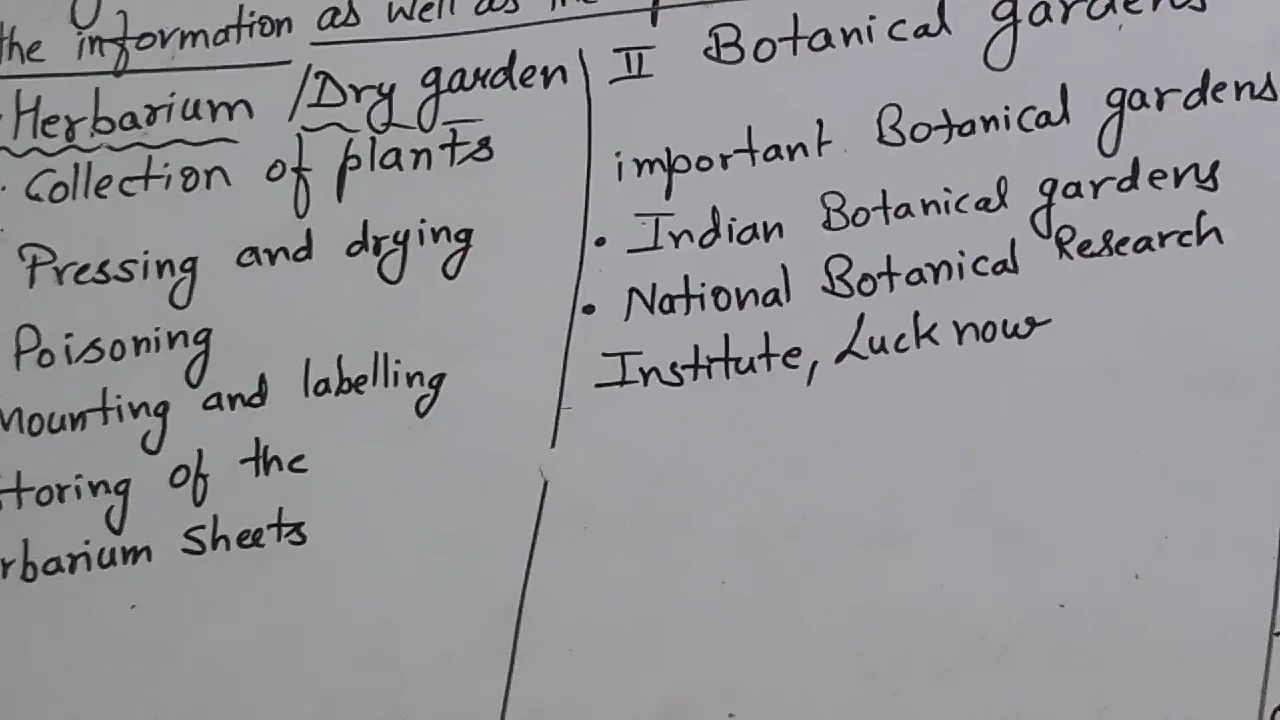 the information as well as the
Herbarium / Dry garden
Collection of plants
Pressing and drying
Poisoning
mounting and labelling
toring of the
rbarium sheets
II Botanical gardens
important Botanical gardens
• Indian Botanical gardens
• National Botanical Research
Institute, Lucknow